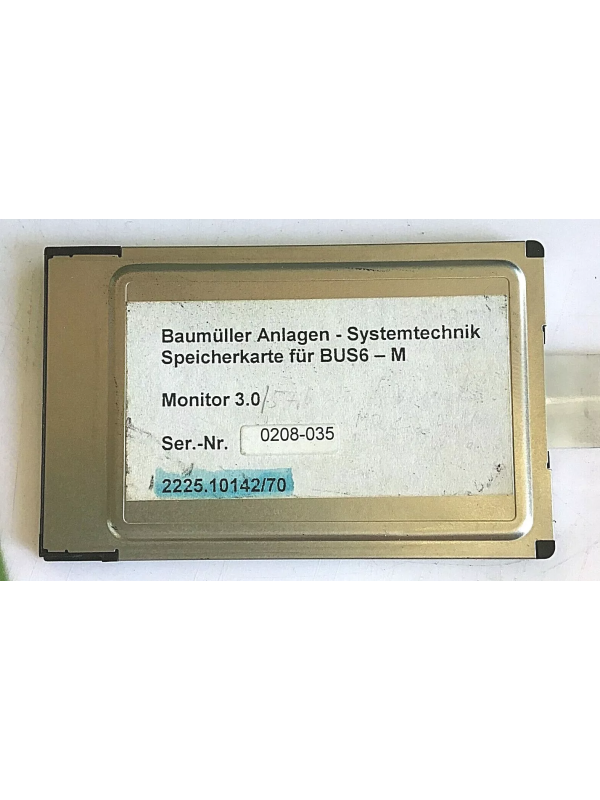 Baumüller Anlagen - Systemtechnik
Speicherkarte für BUS6 – M
Monitor 3.0
Ser.-Nr. 0208-035
2225.10142/70